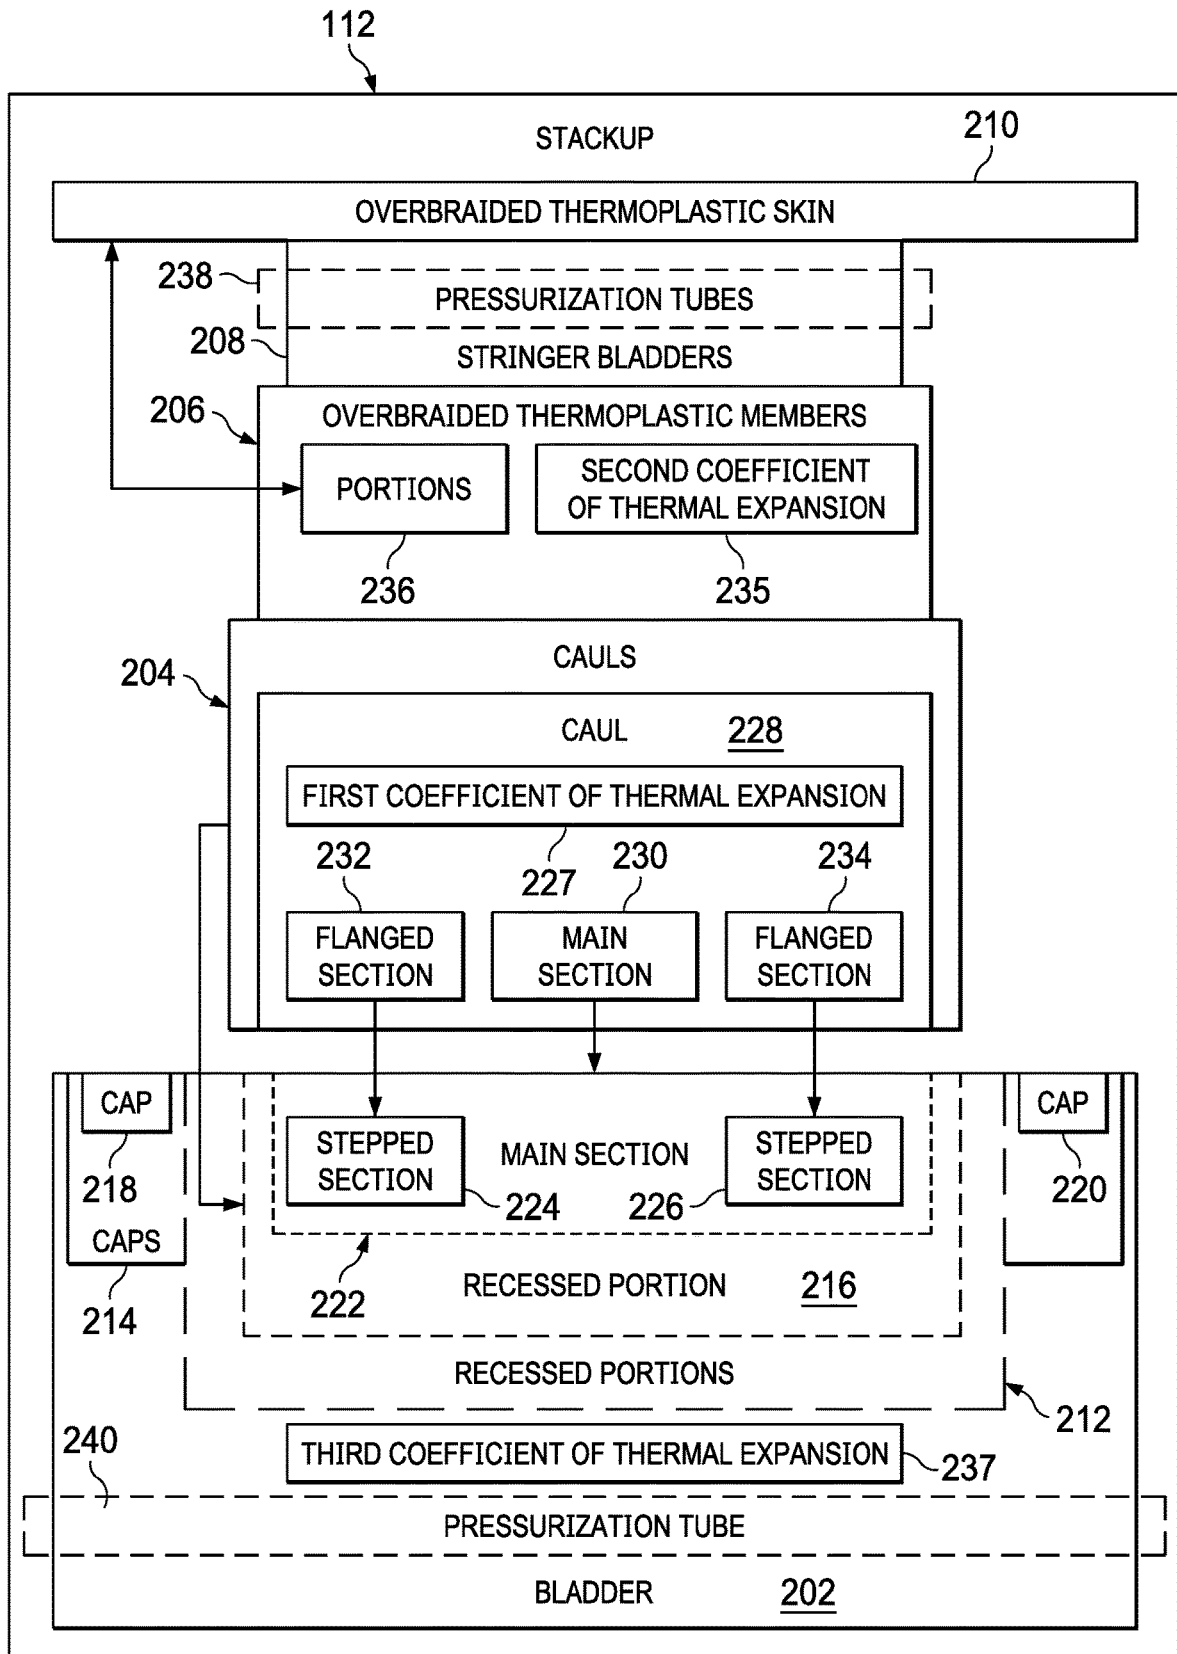 112
STACKUP
210
OVERBRAIDED THERMOPLASTIC SKIN
238
PRESSURIZATION TUBES
208
STRINGER BLADDERS
206
OVERBRAIDED THERMOPLASTIC MEMBERS
PORTIONS
SECOND COEFFICIENT
OF THERMAL EXPANSION
236
235
CAULS
204
CAUL
228
FIRST COEFFICIENT OF THERMAL EXPANSION
232
227
230
234
FLANGED
SECTION
MAIN
SECTION
FLANGED
SECTION
CAP
CAP
218
STEPPED
SECTION
MAIN SECTION
STEPPED
SECTION
220
224
226
CAPS
214
222
RECESSED PORTION
216
RECESSED PORTIONS
212
240
THIRD COEFFICIENT OF THERMAL EXPANSION
237
PRESSURIZATION TUBE
BLADDER
202